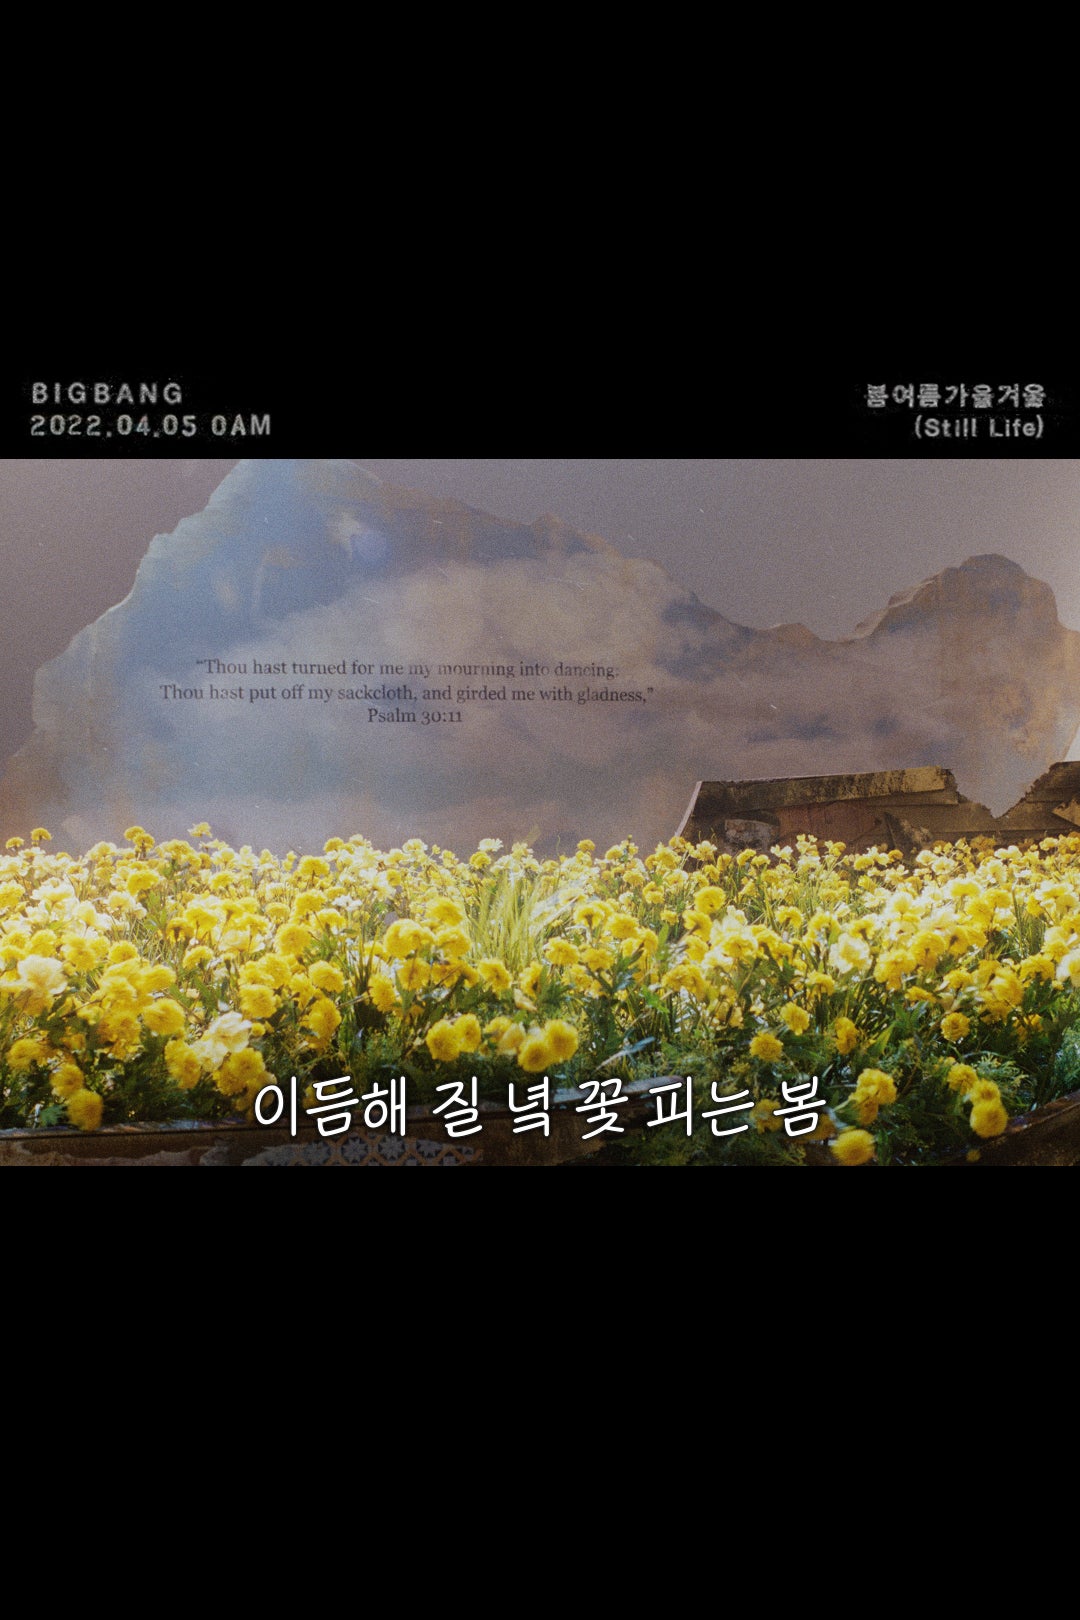 BIGBANG
2022.04.05 0AM
봄여름가을겨울
(Still Life)
"Thou hast turned for me my mourning into dancing:
Thou hast put off my sackcloth, and girded me with gladness,"
Psalm 30:11
이듬해 질 녘 꽃 피는 봄